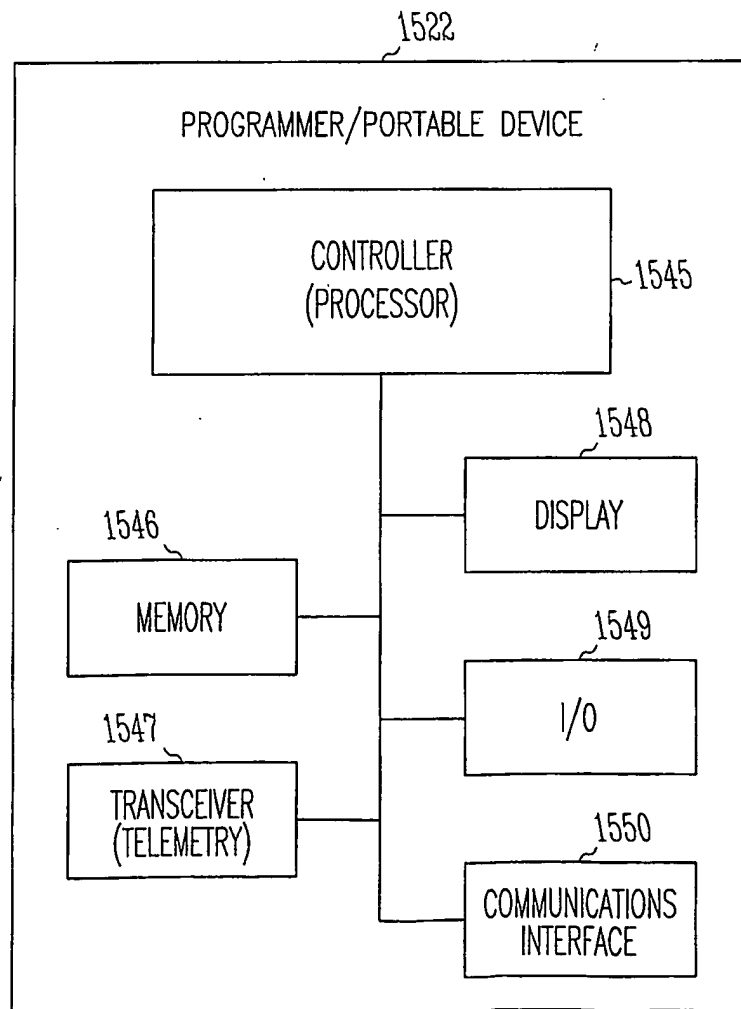 1522
PROGRAMMER/PORTABLE DEVICE
CONTROLLER
(PROCESSOR)
1545
1548
DISPLAY
1546
MEMORY
1549
I/O
1547
TRANSCEIVER
(TELEMETRY)
1550
COMMUNICATIONS
INTERFACE